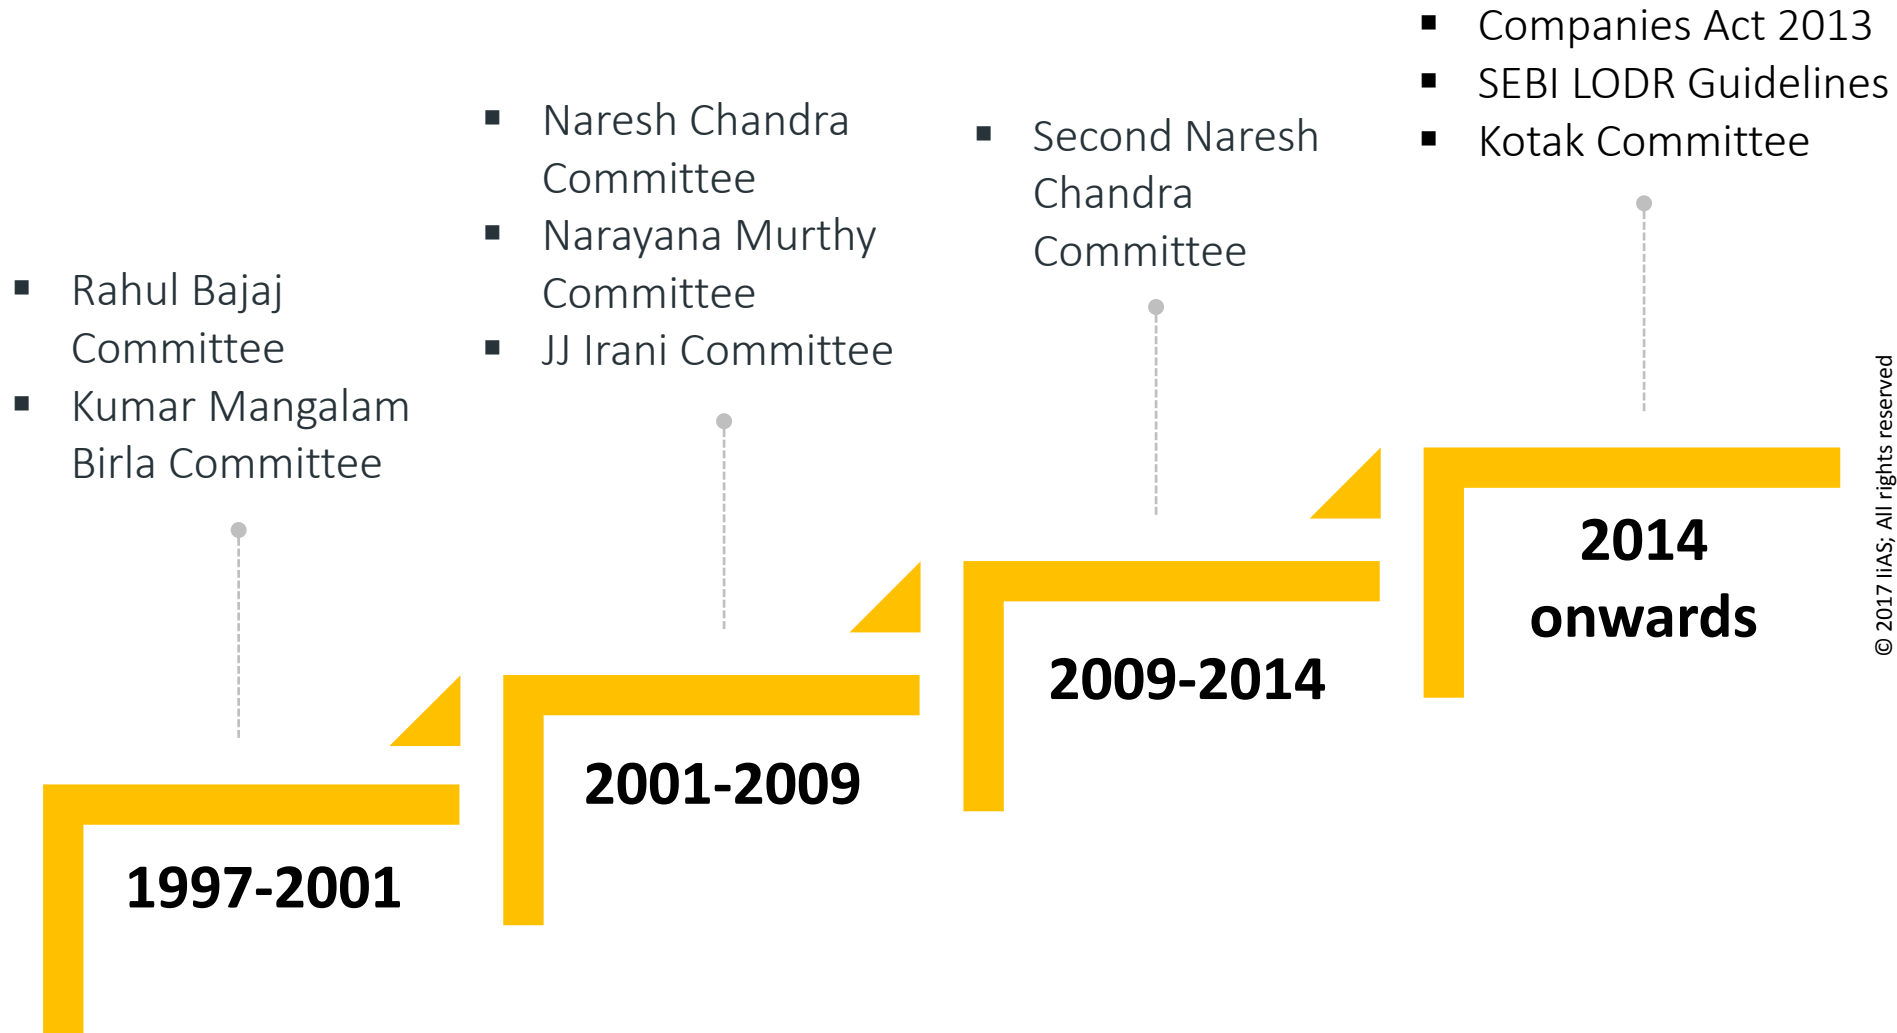 ▪ Rahul Bajaj
Committee
▪ Kumar Mangalam
Birla Committee
1997-2001
▪ Naresh Chandra
Committee
▪ Narayana Murthy
Committee
▪ JJ Irani Committee
2001-2009
▪ Second Naresh
Chandra
Committee
2009-2014
▪ Companies Act 2013
▪ SEBI LODR Guidelines
▪ Kotak Committee
2014
onwards
© 2017 IiAS; All rights reserved